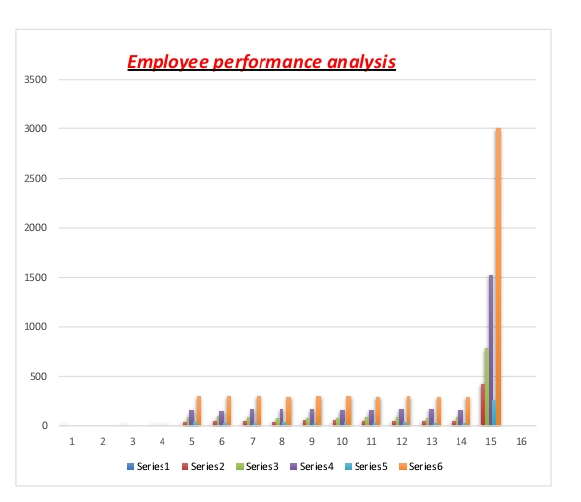 Employee performance analysis
3500
3000
2500
2000
1500
1000
500
0
1 2 3 4 5 6 7 8 9 10 11 12 13 14 15 16
Series1 Series2 Series3 Series4 Series5 Series6